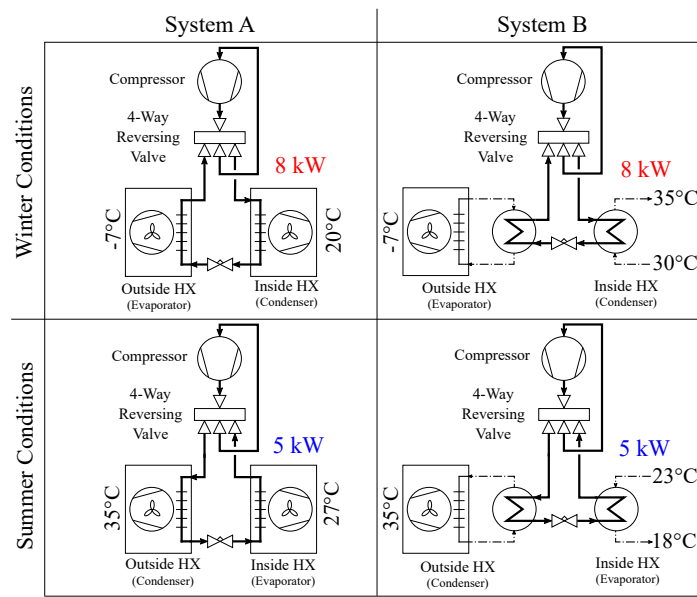 System A
System B
Winter Conditions
Compressor
4-Way
Reversing
Valve
8 kW
-7°C
20°C
Outside HX
(Evaporator)
Inside HX
(Condenser)
Compressor
4-Way
Reversing
Valve
8 kW
-7°C
35°C
30°C
Outside HX
(Evaporator)
Inside HX
(Condenser)
Summer Conditions
Compressor
4-Way
Reversing
Valve
5 kW
35°C
27°C
Outside HX
(Condenser)
Inside HX
(Evaporator)
Compressor
4-Way
Reversing
Valve
5 kW
35°C
23°C
18°C
Outside HX
(Condenser)
Inside HX
(Evaporator)